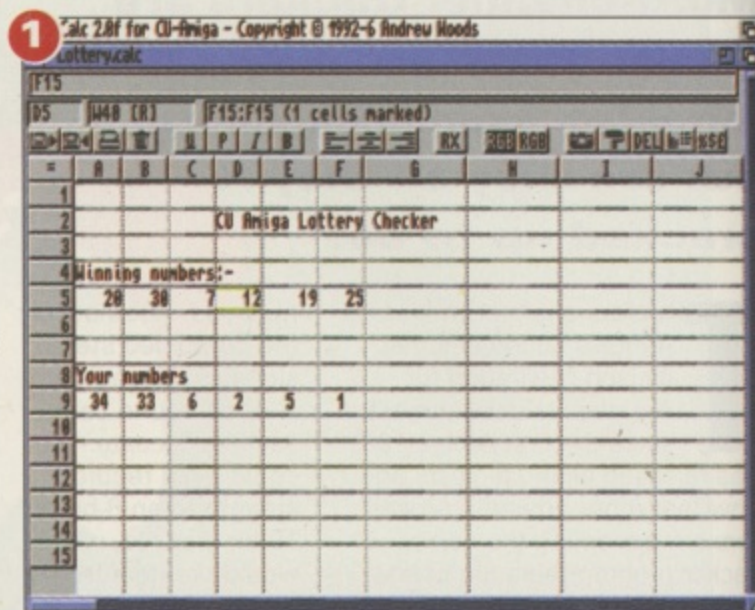 1
Calc 2.0f for CU-Amiga - Copyright © 1992-6 Andrew Woods
Lottery.calc
F15
D5 W40 [R] F15:F15 (1 cells marked)
U P I B RX RGB RGB DEL %$£
= A B C D E F G H I J
1
2 CU Amiga Lottery Checker
3
4 Winning numbers:-
5 20 30 7 12 19 25
6
7
8 Your numbers
9 34 33 6 2 5 1
10
11
12
13
14
15